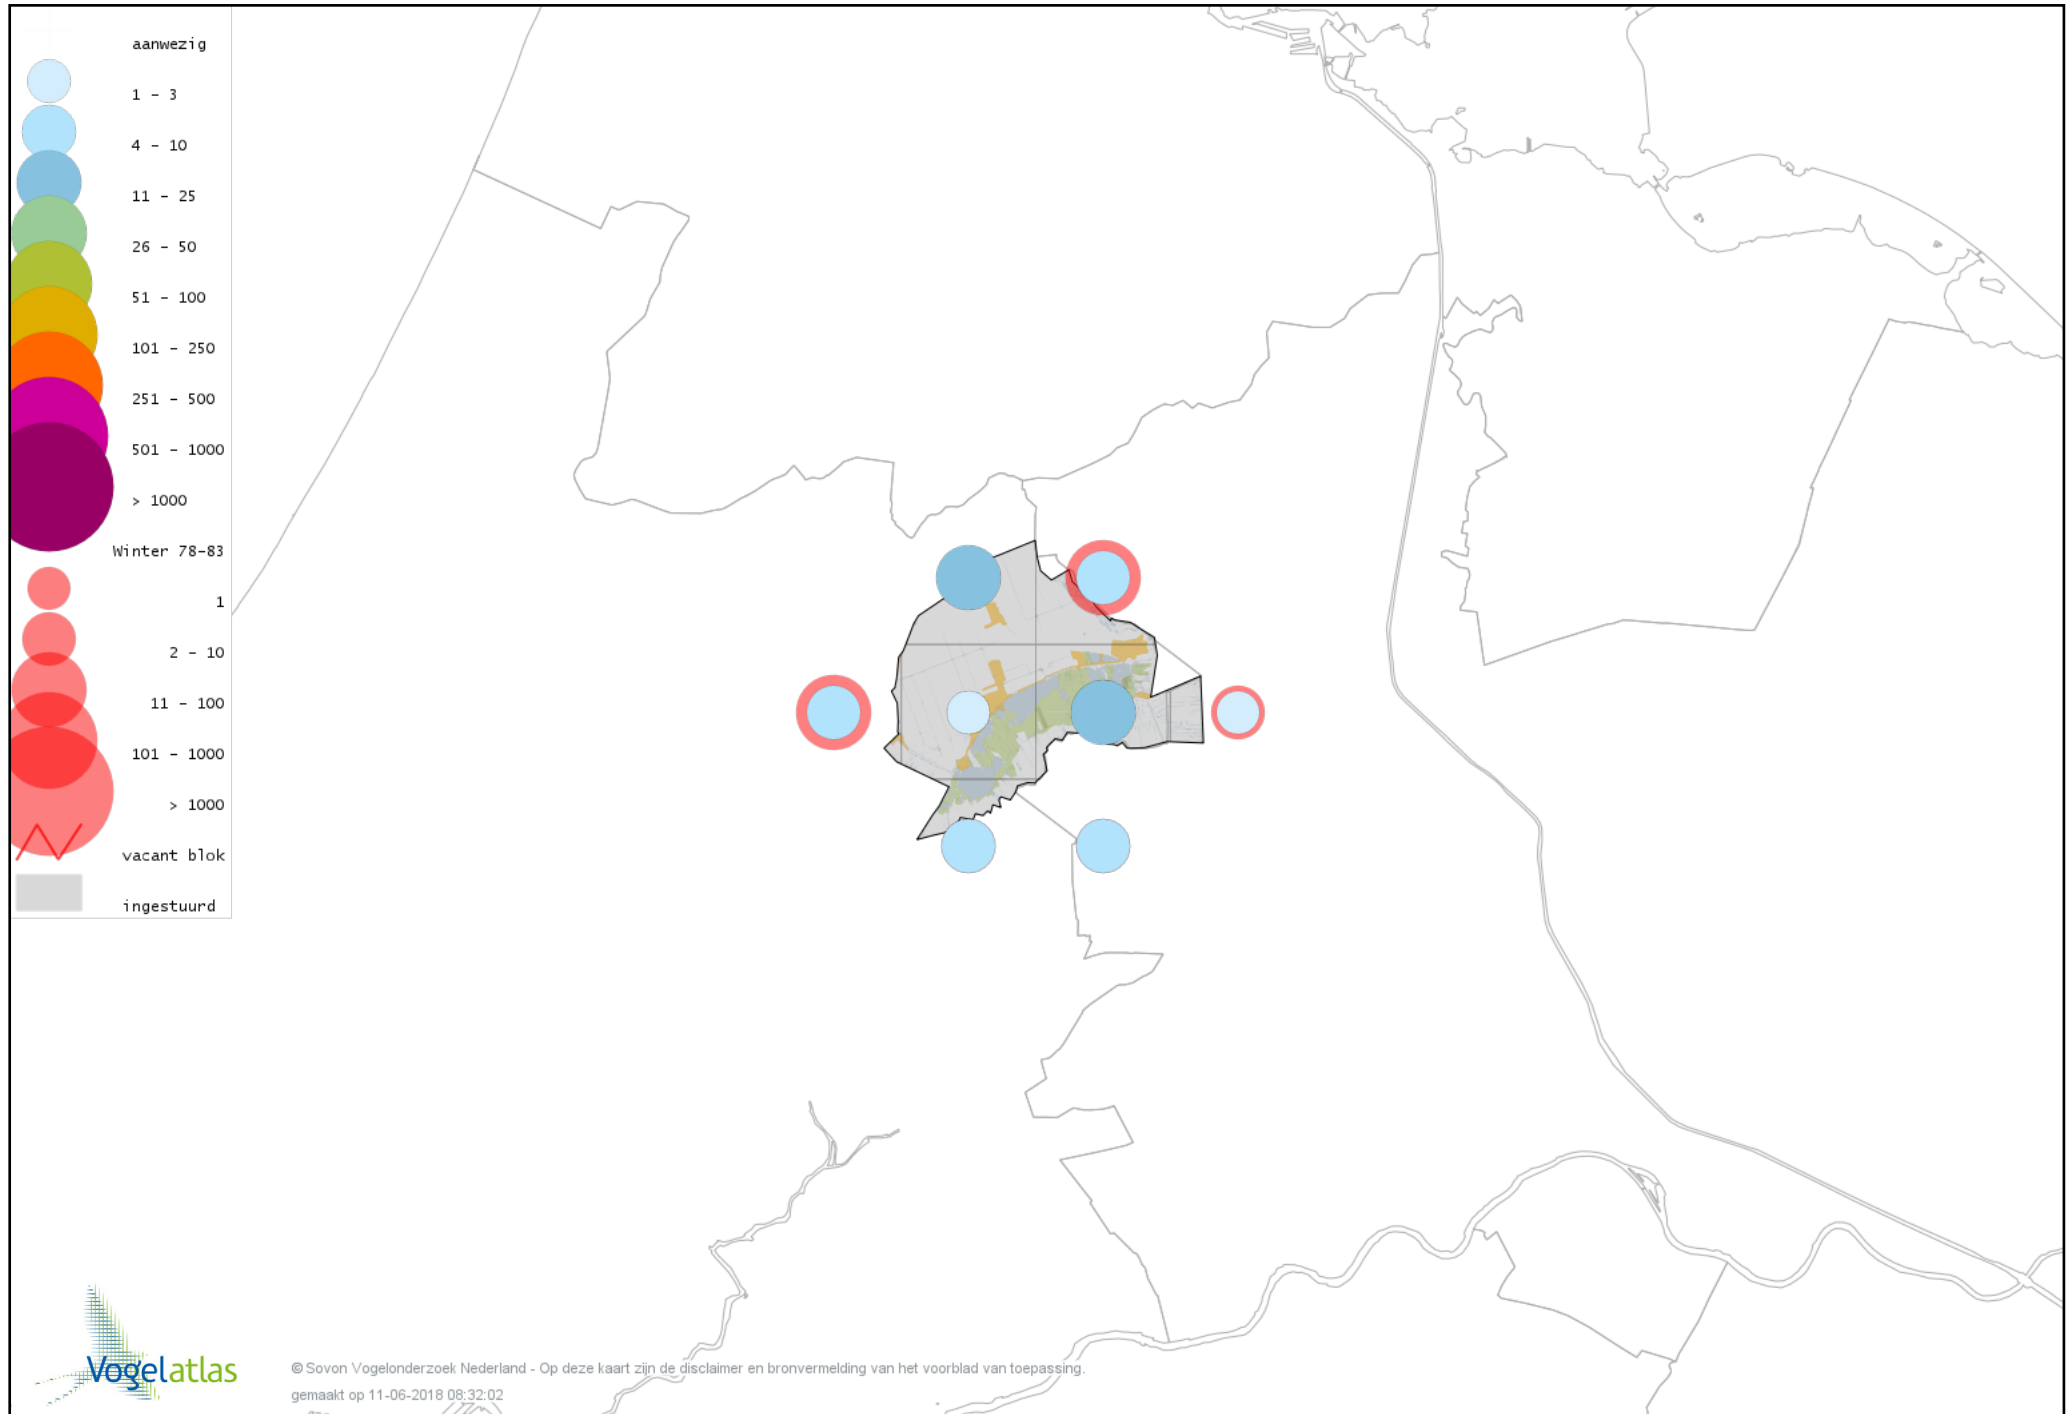 aanwezig
1 - 3
4 - 10
11 - 25
26 - 50
51 - 100
101 - 250
251 - 500
501 - 1000
> 1000
Winter 78-83
1
2 - 10
11 - 100
101 - 1000
> 1000
vacant blok
ingestuurd
Vogelatlas
© Sovon Vogelonderzoek Nederland - Op deze kaart zijn de disclaimer en bronvermelding van het voorblad van toepassing.
gemaakt op 11-06-2018 08:32:02